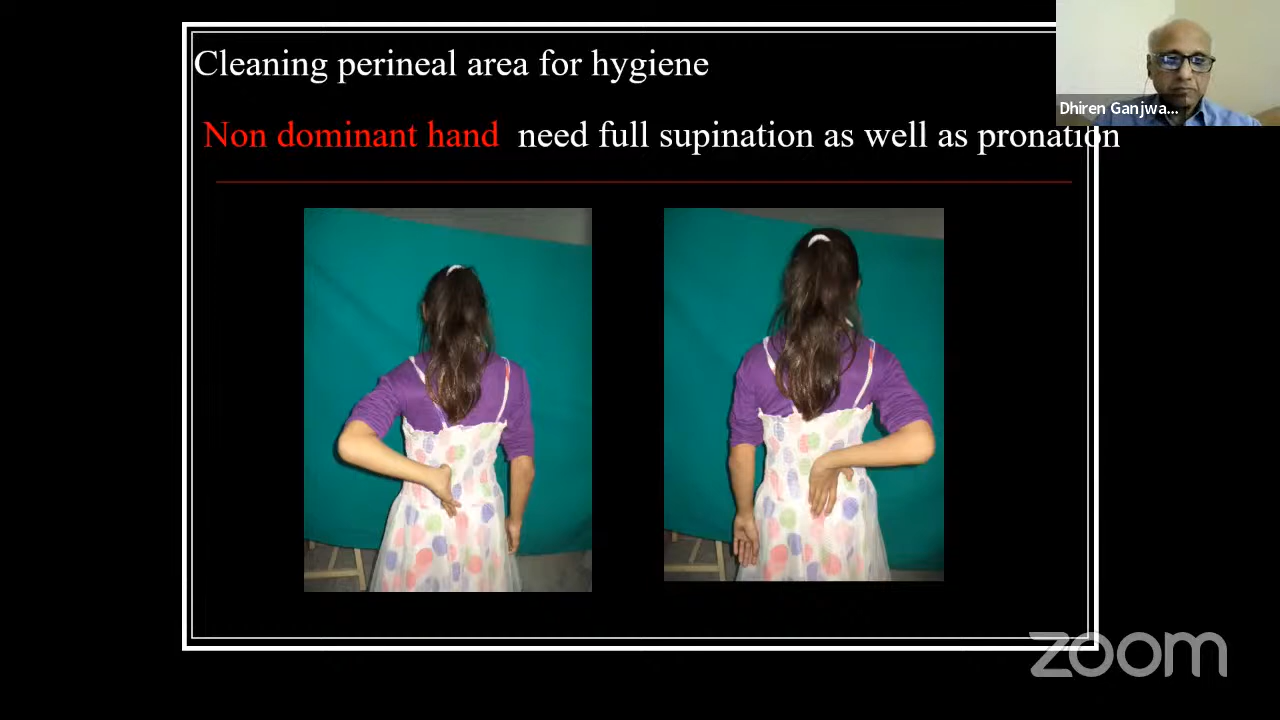 Cleaning perineal area for hygiene
Dhiren Ganjwa...
Non dominant hand need full supination as well as pronation
zoom